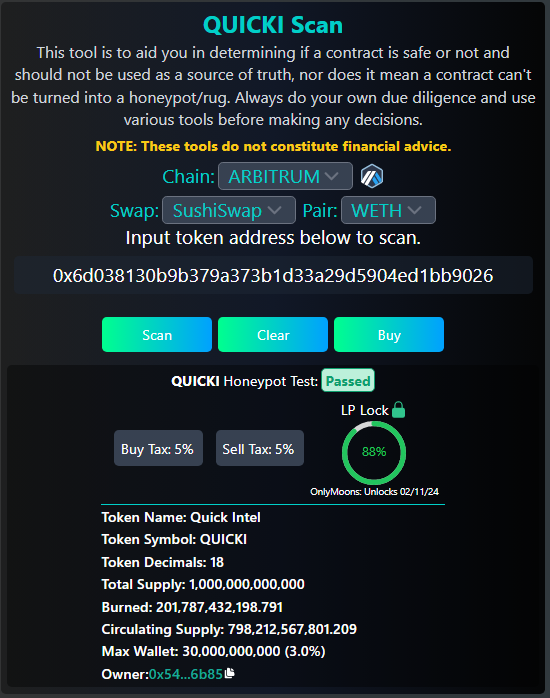 QUICKI Scan
This tool is to aid you in determining if a contract is safe or not and
should not be used as a source of truth, nor does it mean a contract can't
be turned into a honeypot/rug. Always do your own due diligence and use
various tools before making any decisions.
NOTE: These tools do not constitute financial advice.
Chain: ARBITRUM
Swap: SushiSwap Pair: WETH
Input token address below to scan.
0x6d038130b9b379a373b1d33a29d5904ed1bb9026
Scan Clear Buy
QUICKI Honeypot Test: Passed
LP Lock
Buy Tax: 5% Sell Tax: 5% 88%
OnlyMoons: Unlocks 02/11/24
Token Name: Quick Intel
Token Symbol: QUICKI
Token Decimals: 18
Total Supply: 1,000,000,000,000
Burned: 201,787,432,198.791
Circulating Supply: 798,212,567,801.209
Max Wallet: 30,000,000,000 (3.0%)
Owner:0x54...6b85